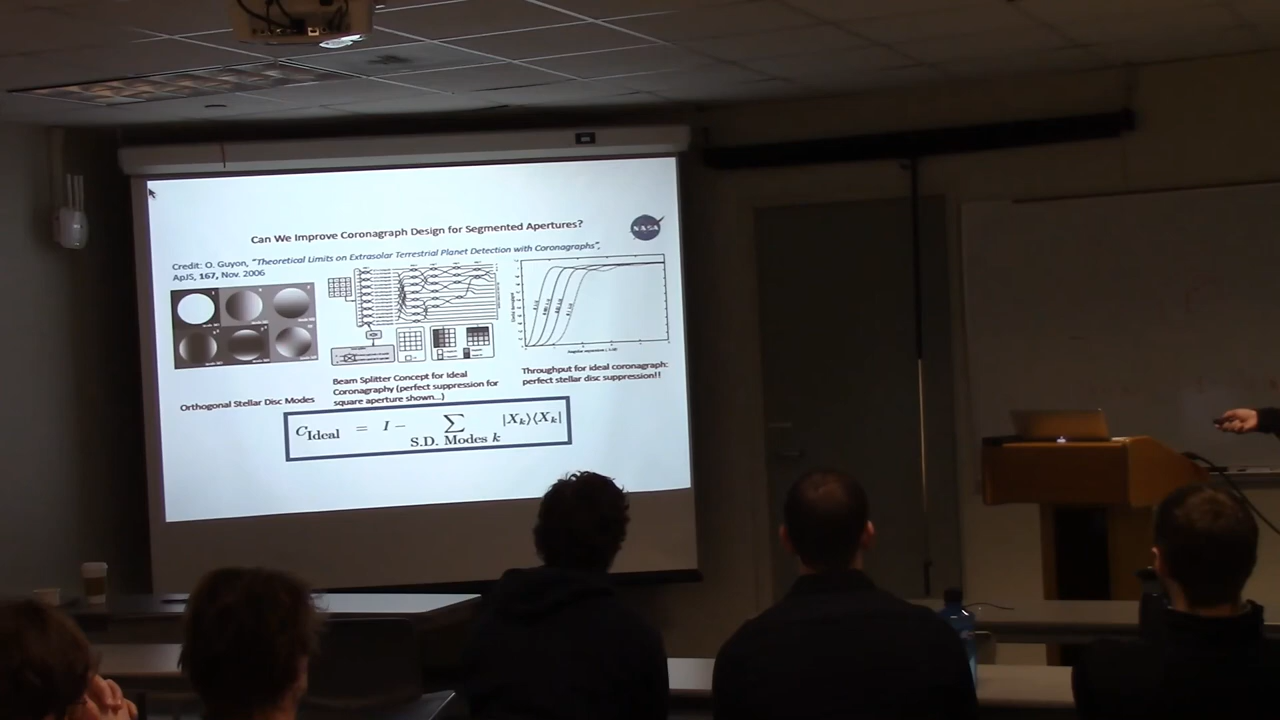 Can We Improve Coronagraph Design for Segmented Apertures?
NASA
Credit: O. Guyon, "Theoretical Limits on Extrasolar Terrestrial Planet Detection with Coronagraphs",
ApJS, 167, Nov. 2006
Angular separation
Orthogonal Stellar Disc Modes
Beam Splitter Concept for Ideal
Coronagraphy (perfect suppression for
square aperture shown...)
Throughput for ideal coronagraph:
perfect stellar disc suppression!!
C_Ideal = I − ∑ |X_k⟩⟨X_k|
S.D. Modes k